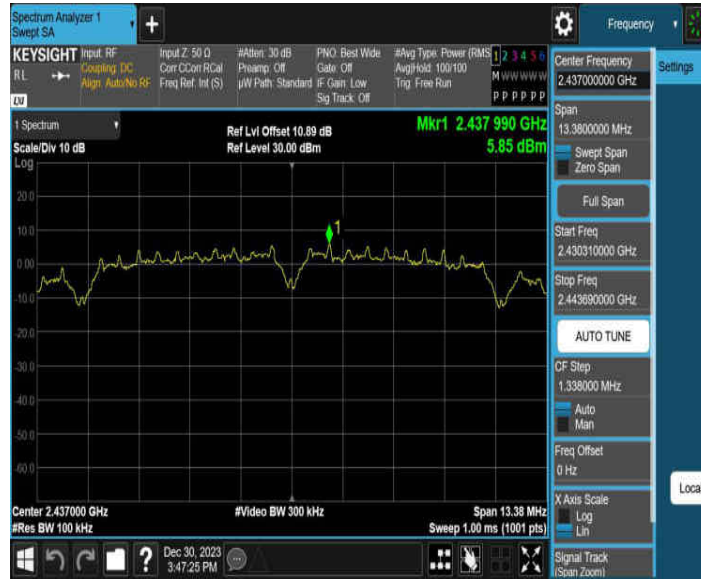 Spectrum Analyzer 1
Swept SA
+
Frequency
KEYSIGHT
RL
LXI
Input: RF
Coupling: DC
Align: Auto/No RF
Input Z: 50 Ω
Corr CCorr RCal
Freq Ref: Int (S)
#Atten: 30 dB
Preamp: Off
µW Path: Standard
PNO: Best Wide
Gate: Off
IF Gain: Low
Sig Track: Off
#Avg Type: Power (RMS
Avg|Hold: 100/100
Trig: Free Run
1 2 3 4 5 6
M W W W W W
P P P P P P
1 Spectrum
Scale/Div 10 dB
Ref Lvl Offset 10.89 dB
Ref Level 30.00 dBm
Mkr1 2.437 990 GHz
5.85 dBm
Log
20.0
10.0
0.00
-10.0
-20.0
-30.0
-40.0
-50.0
-60.0
1
Center 2.437000 GHz
#Res BW 100 kHz
#Video BW 300 kHz
Span 13.38 MHz
Sweep 1.00 ms (1001 pts)
Dec 30, 2023
3:47:25 PM
?
Center Frequency
2.437000000 GHz
Span
13.3800000 MHz
Swept Span
Zero Span
Full Span
Start Freq
2.430310000 GHz
Stop Freq
2.443690000 GHz
AUTO TUNE
CF Step
1.338000 MHz
Auto
Man
Freq Offset
0 Hz
X Axis Scale
Log
Lin
Signal Track
(Span Zoom)
Settings
Loca